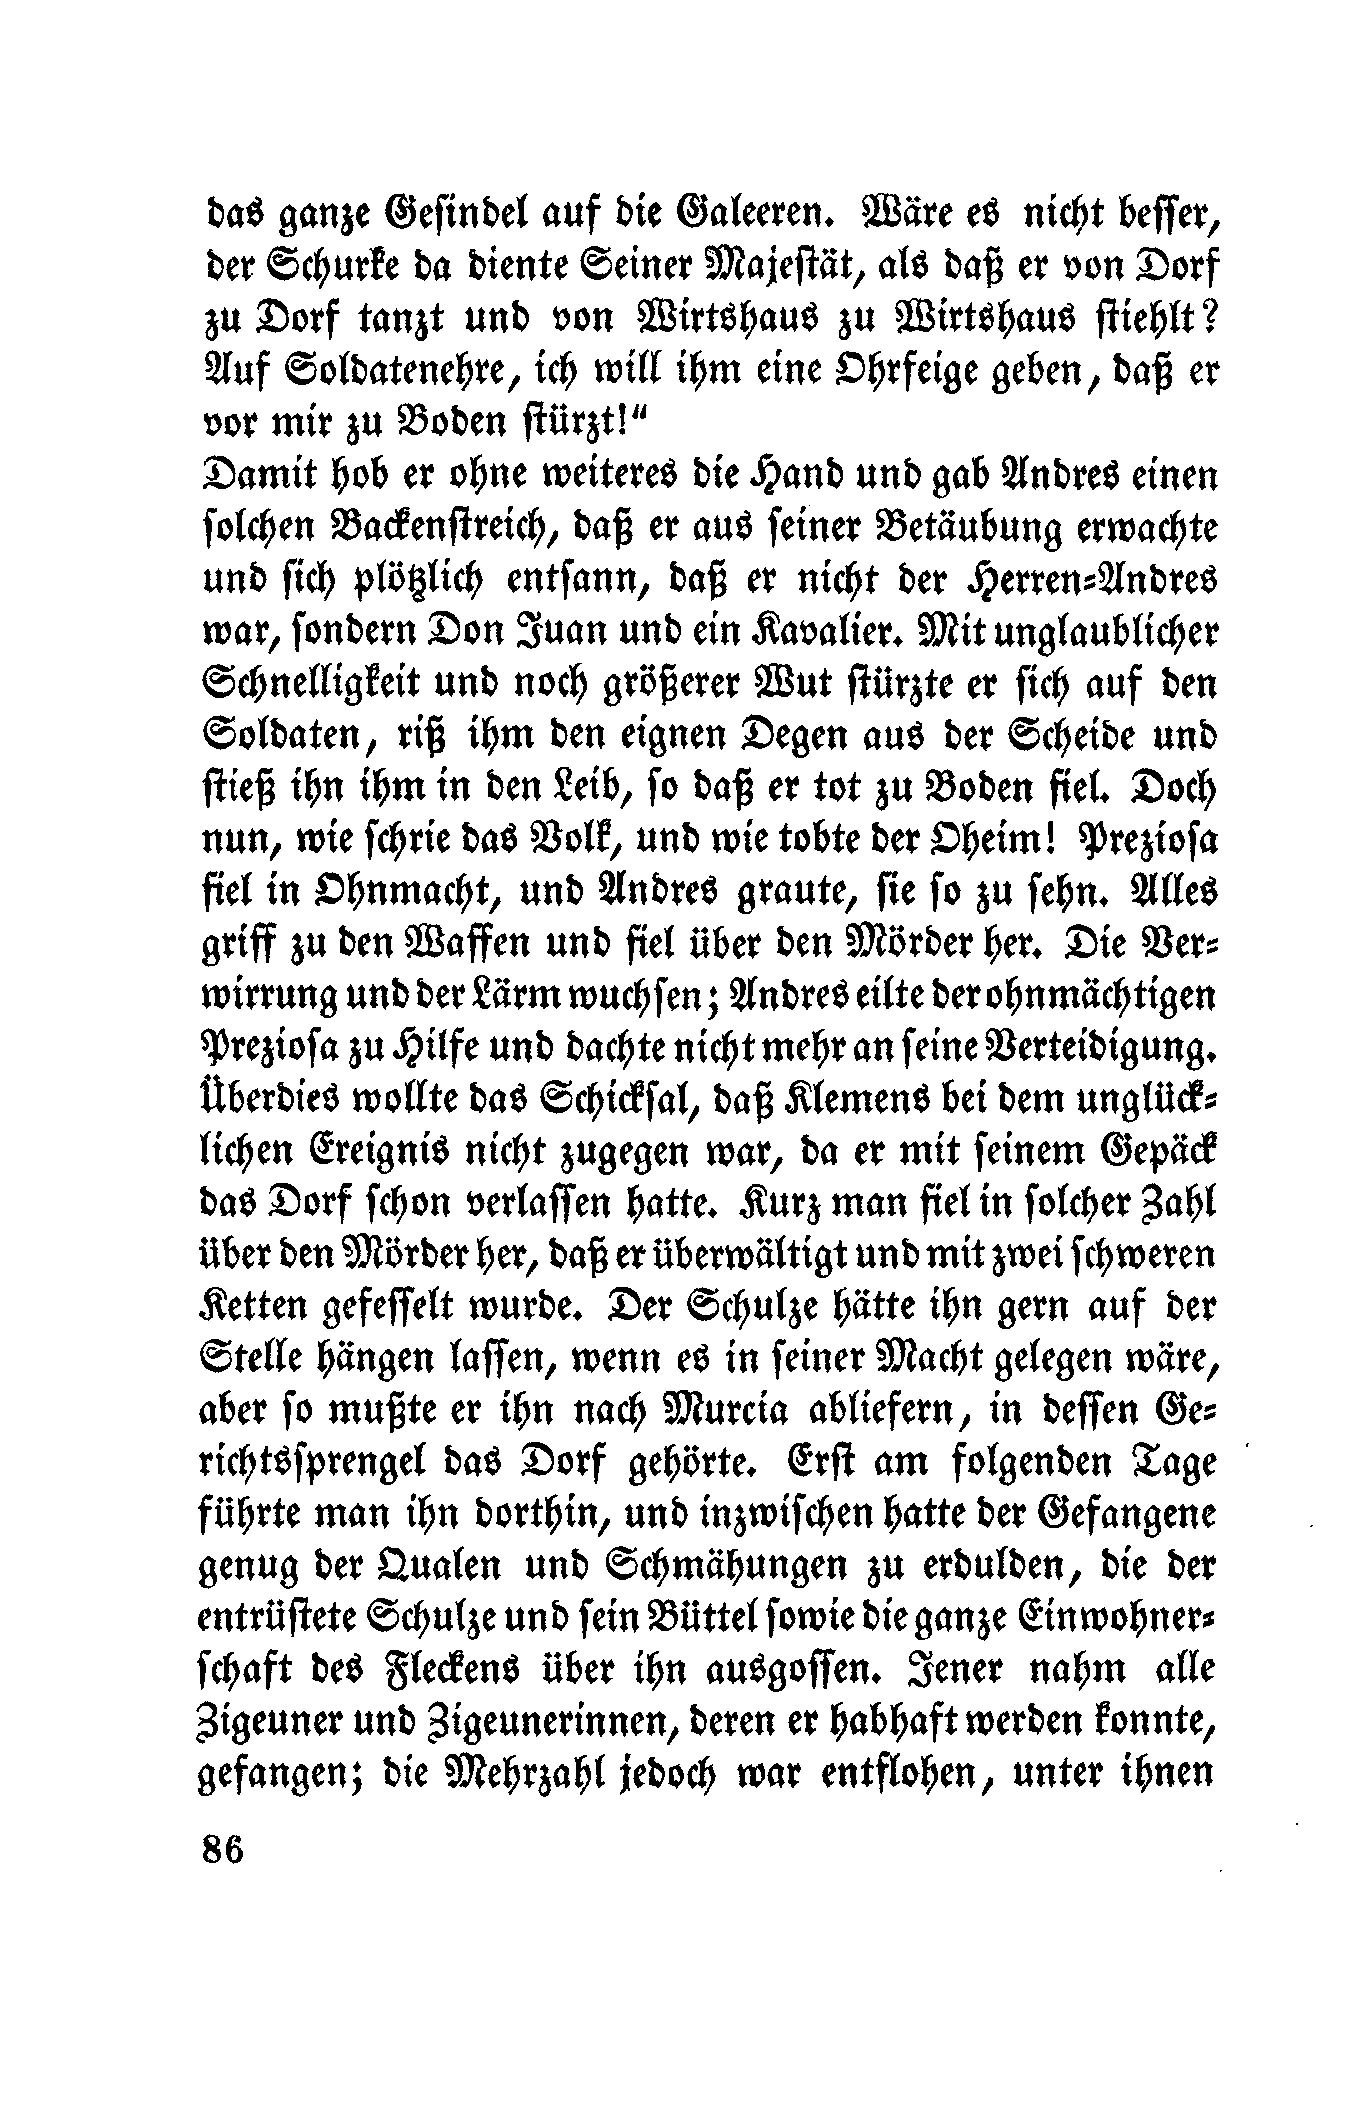 das ganze Gesindel auf die Galeeren. Wäre es nicht besser,
der Schurke da diente Seiner Majestät, als daß er von Dorf
zu Dorf tanzt und von Wirtshaus zu Wirtshaus stiehlt?
Auf Soldatenehre, ich will ihm eine Ohrfeige geben, daß er
vor mir zu Boden stürzt!“
Damit hob er ohne weiteres die Hand und gab Andres einen
solchen Backenstreich, daß er aus seiner Betäubung erwachte
und sich plötzlich entsann, daß er nicht der Herren-Andres
war, sondern Don Juan und ein Kavalier. Mit unglaublicher
Schnelligkeit und noch größerer Wut stürzte er sich auf den
Soldaten, riß ihm den eignen Degen aus der Scheide und
stieß ihn ihm in den Leib, so daß er tot zu Boden fiel. Doch
nun, wie schrie das Volk, und wie tobte der Oheim! Preziosa
fiel in Ohnmacht, und Andres graute, sie so zu sehn. Alles
griff zu den Waffen und fiel über den Mörder her. Die Ver-
wirrung und der Lärm wuchsen; Andres eilte der ohnmächtigen
Preziosa zu Hilfe und dachte nicht mehr an seine Verteidigung.
Überdies wollte das Schicksal, daß Klemens bei dem unglück-
lichen Ereignis nicht zugegen war, da er mit seinem Gepäck
das Dorf schon verlassen hatte. Kurz man fiel in solcher Zahl
über den Mörder her, daß er überwältigt und mit zwei schweren
Ketten gefesselt wurde. Der Schulze hätte ihn gern auf der
Stelle hängen lassen, wenn es in seiner Macht gelegen wäre,
aber so mußte er ihn nach Murcia abliefern, in dessen Ge-
richtssprengel das Dorf gehörte. Erst am folgenden Tage
führte man ihn dorthin, und inzwischen hatte der Gefangene
genug der Qualen und Schmähungen zu erdulden, die der
entrüstete Schulze und sein Büttel sowie die ganze Einwohner-
schaft des Fleckens über ihn ausgossen. Jener nahm alle
Zigeuner und Zigeunerinnen, deren er habhaft werden konnte,
gefangen; die Mehrzahl jedoch war entflohen, unter ihnen
86